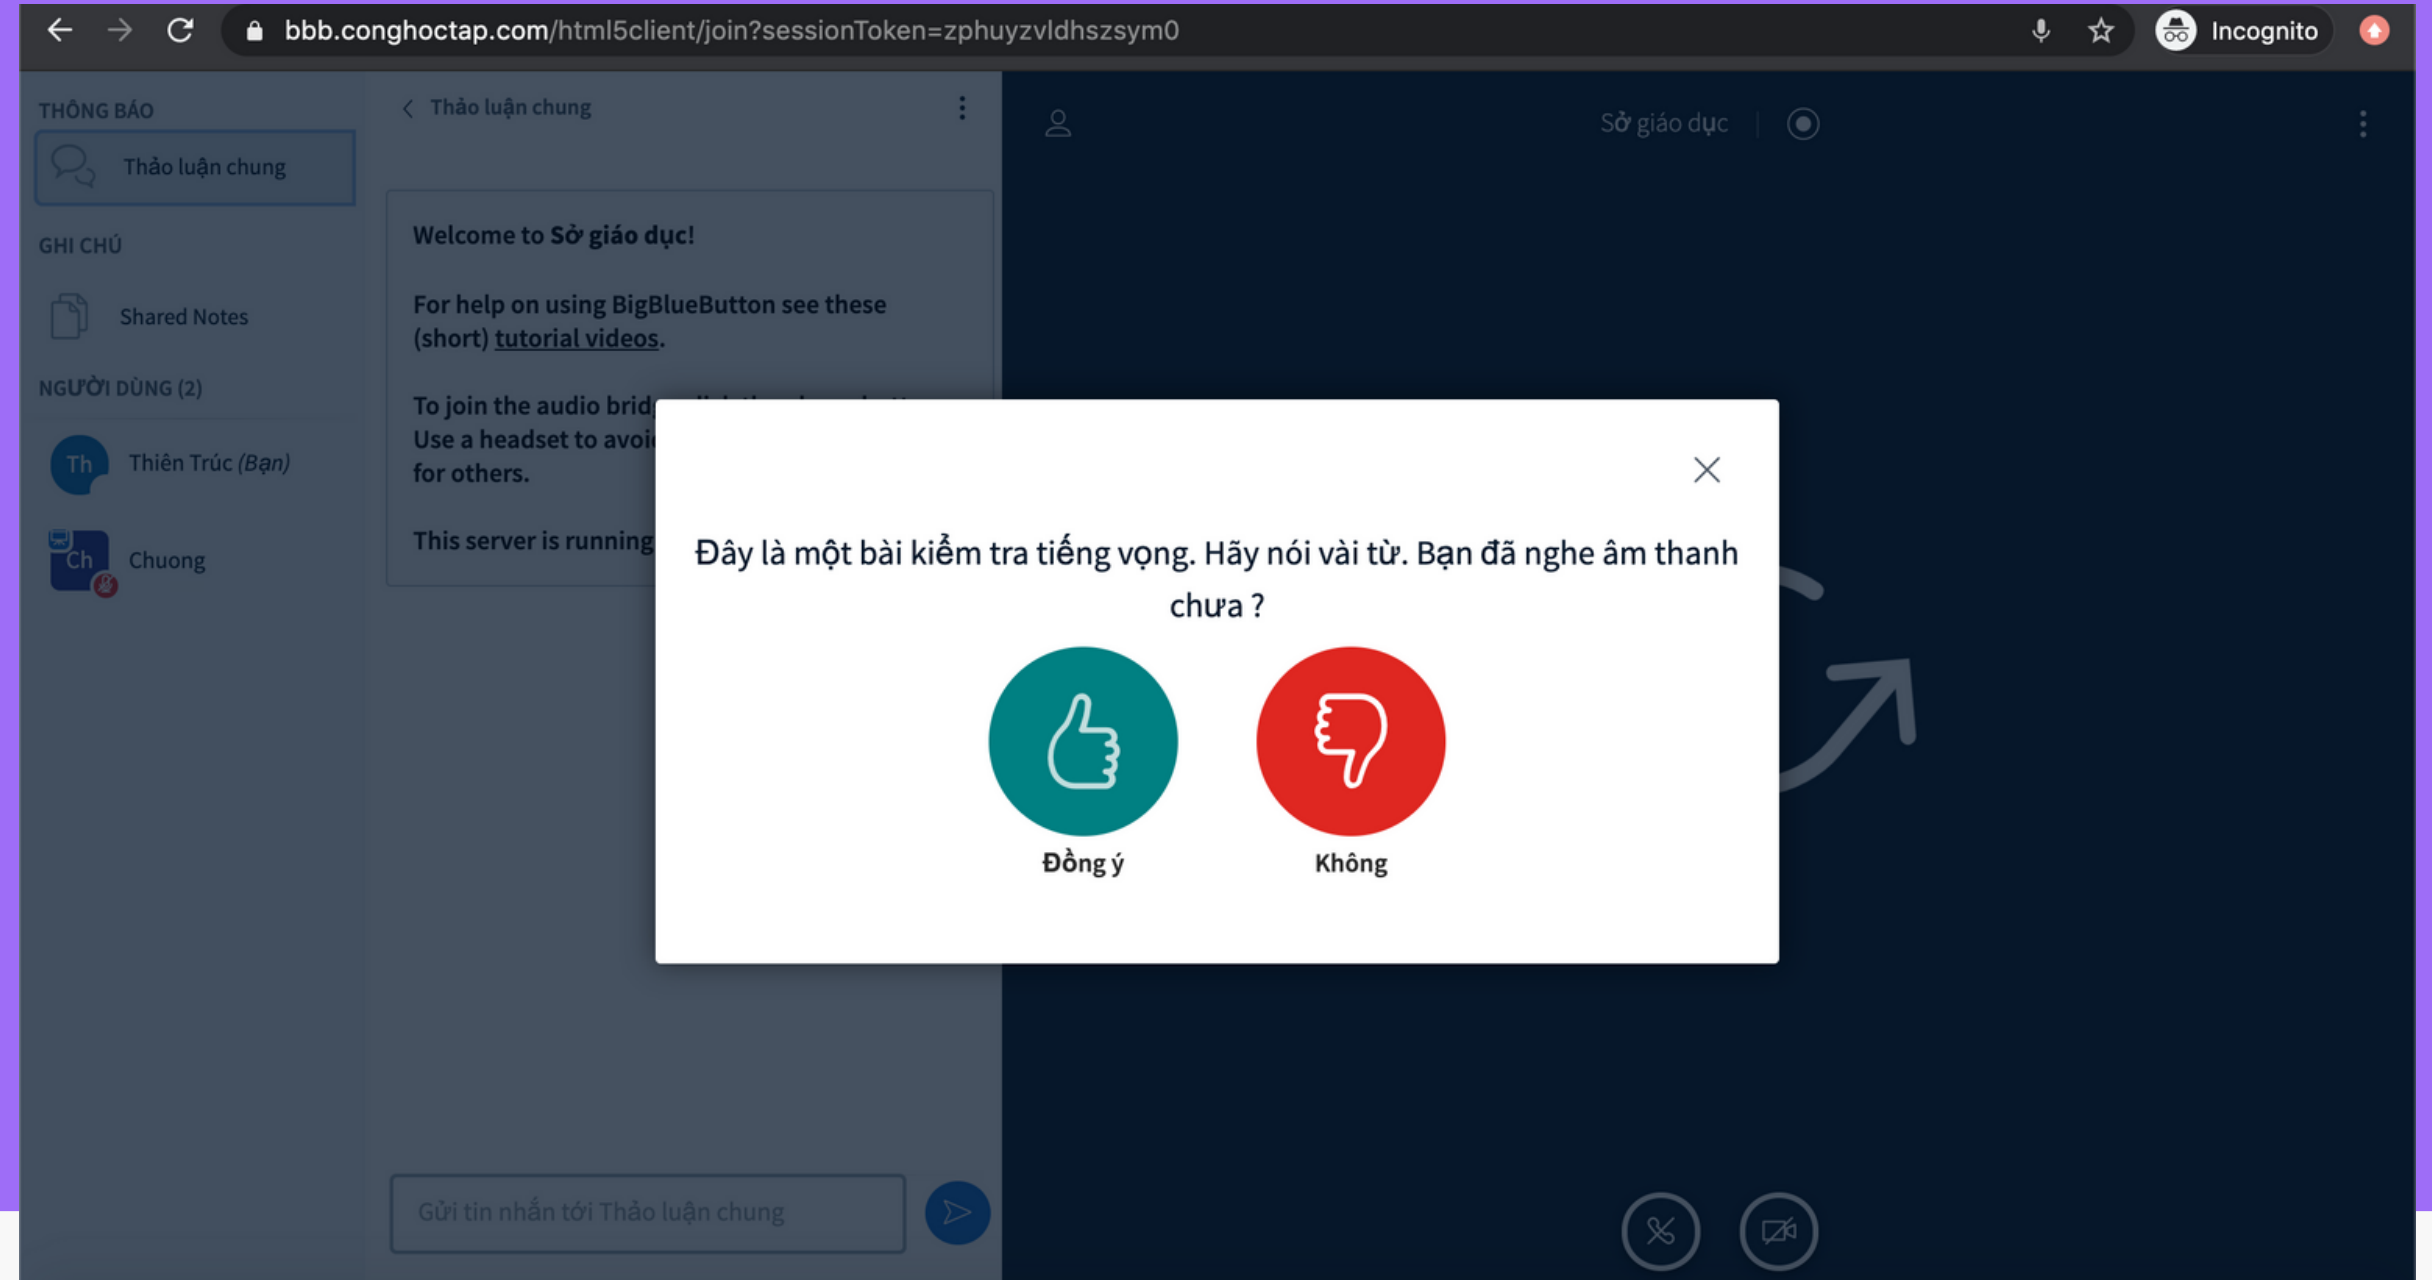 bbb.conghoctap.com/html5client/join?sessionToken=zphuyzvldhszsym0
Incognito
THÔNG BÁO
Thảo luận chung
GHI CHÚ
Shared Notes
NGƯỜI DÙNG (2)
Th
Thiên Trúc (Bạn)
Ch
Chuong
Thảo luận chung
Welcome to Sở giáo dục!
For help on using BigBlueButton see these
(short) tutorial videos.
To join the audio
Use a headset to
for others.
This server is running
Gửi tin nhắn tới Thảo luận chung
Sở giáo dục
Đây là một bài kiểm tra tiếng vọng. Hãy nói vài từ. Bạn đã nghe âm thanh
chưa ?
Đồng ý
Không